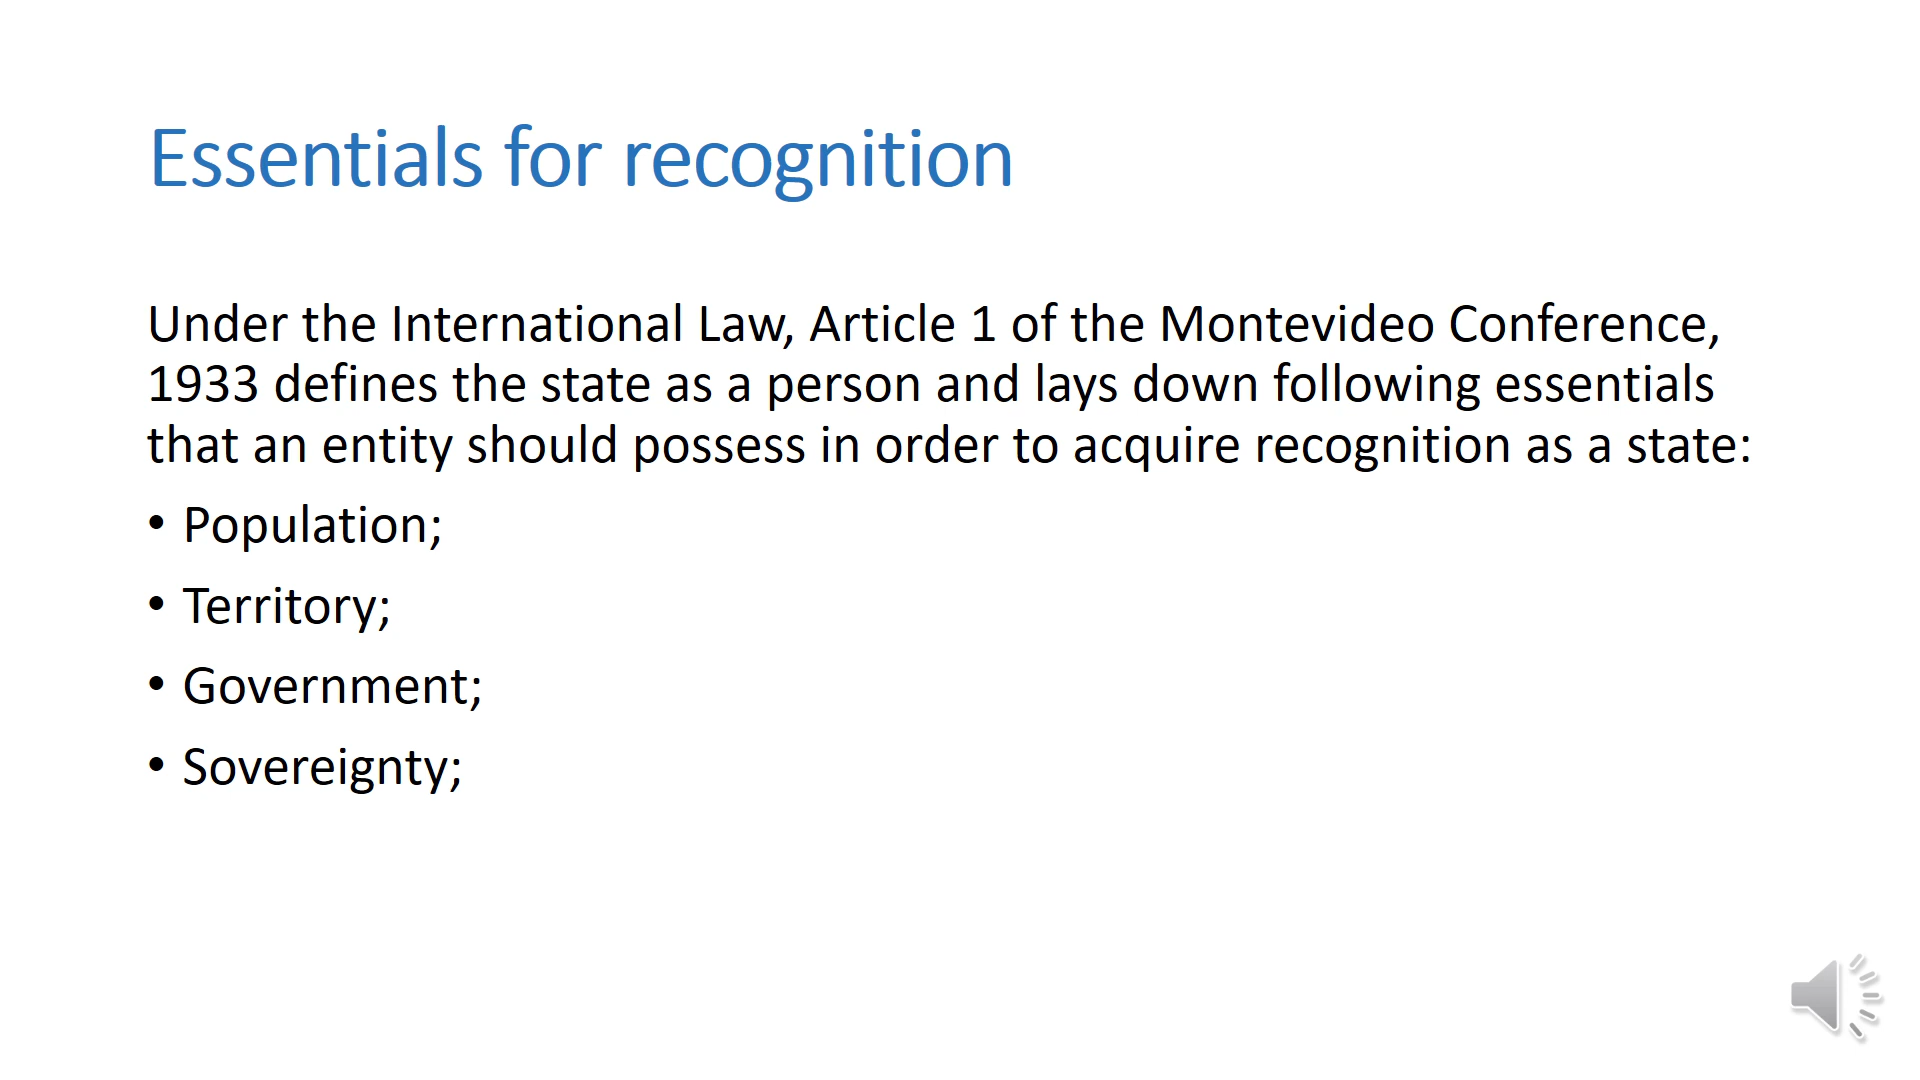 Essentials for recognition
Under the International Law, Article 1 of the Montevideo Conference,
1933 defines the state as a person and lays down following essentials
that an entity should possess in order to acquire recognition as a state:
• Population;
• Territory;
• Government;
• Sovereignty;